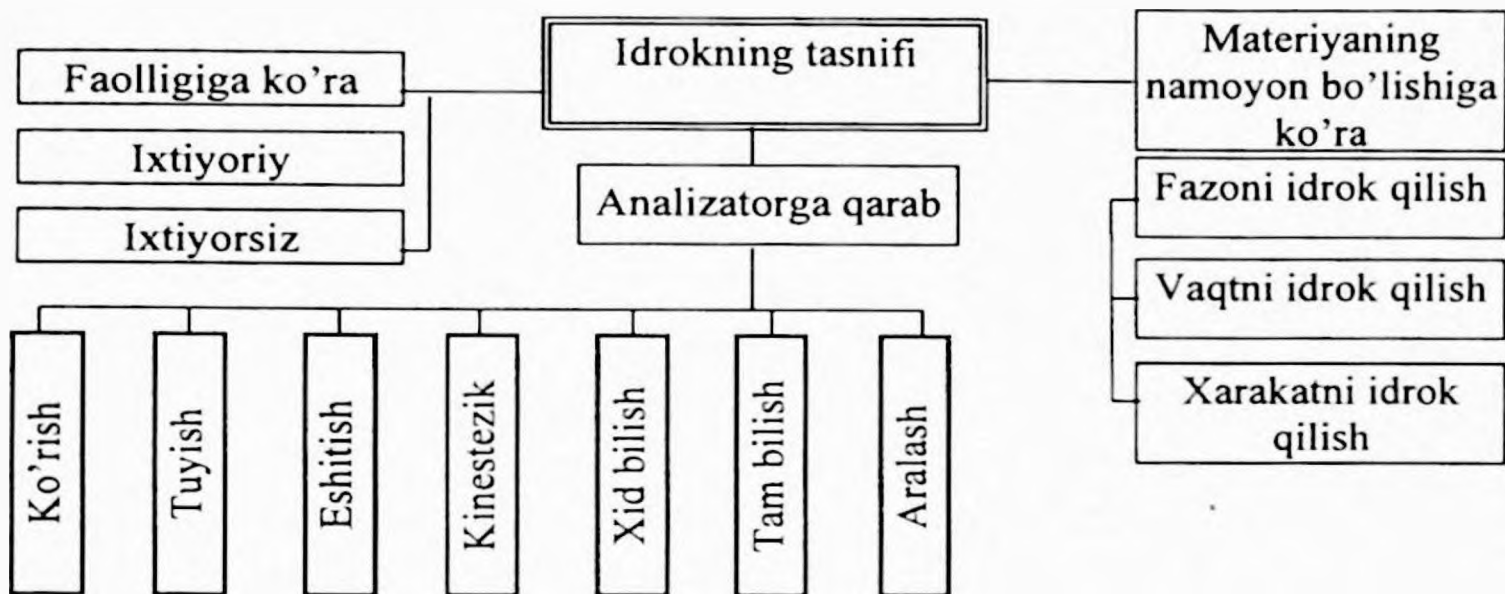 Idrokning tasnifi
Faolligiga ko’ra
Ixtiyoriy
Ixtiyorsiz
Analizatorga qarab
Ko’rish
Tuyish
Eshitish
Kinestezik
Xid bilish
Tam bilish
Aralash
Materiyaning
namoyon bo’lishiga
ko’ra
Fazoni idrok qilish
Vaqtni idrok qilish
Xarakatni idrok
qilish